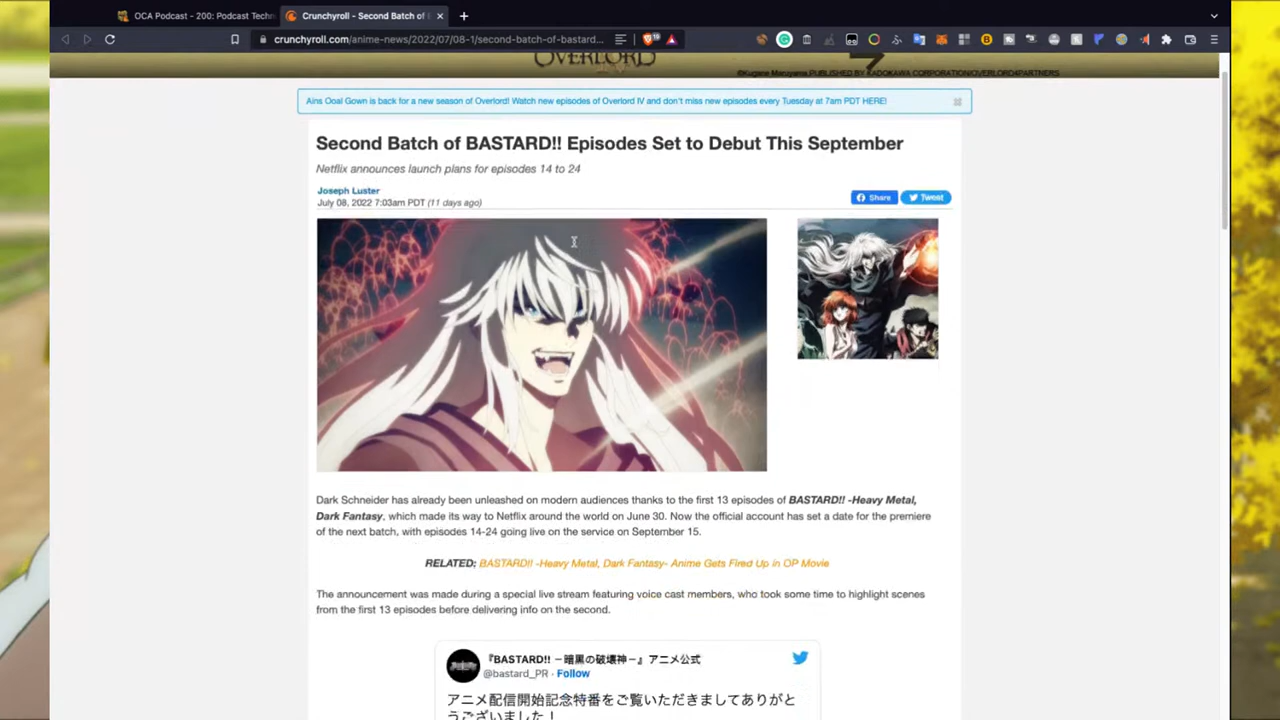 OCA Podcast - 200: Podcast Techn
Crunchyroll - Second Batch of
crunchyroll.com/anime-news/2022/07/08-1/second-batch-of-bastard...
OVERLORD
©Kugane Maruyama,PUBLISHED BY KADOKAWA CORPORATION/OVERLORD4PARTNERS
Ains Ooal Gown is back for a new season of Overlord! Watch new episodes of Overlord IV and don't miss new episodes every Tuesday at 7am PDT HERE!
Second Batch of BASTARD!! Episodes Set to Debut This September
Netflix announces launch plans for episodes 14 to 24
Joseph Luster
July 08, 2022 7:03am PDT (11 days ago)
Share
Tweet
Dark Schneider has already been unleashed on modern audiences thanks to the first 13 episodes of BASTARD!! -Heavy Metal,
Dark Fantasy, which made its way to Netflix around the world on June 30. Now the official account has set a date for the premiere
of the next batch, with episodes 14-24 going live on the service on September 15.
RELATED: BASTARD!! -Heavy Metal, Dark Fantasy- Anime Gets Fired Up in OP Movie
The announcement was made during a special live stream featuring voice cast members, who took some time to highlight scenes
from the first 13 episodes before delivering info on the second.
『BASTARD!! －暗黒の破壊神－』アニメ公式
@bastard_PR · Follow
アニメ配信開始記念特番をご覧いただきましてありがと
うございました！